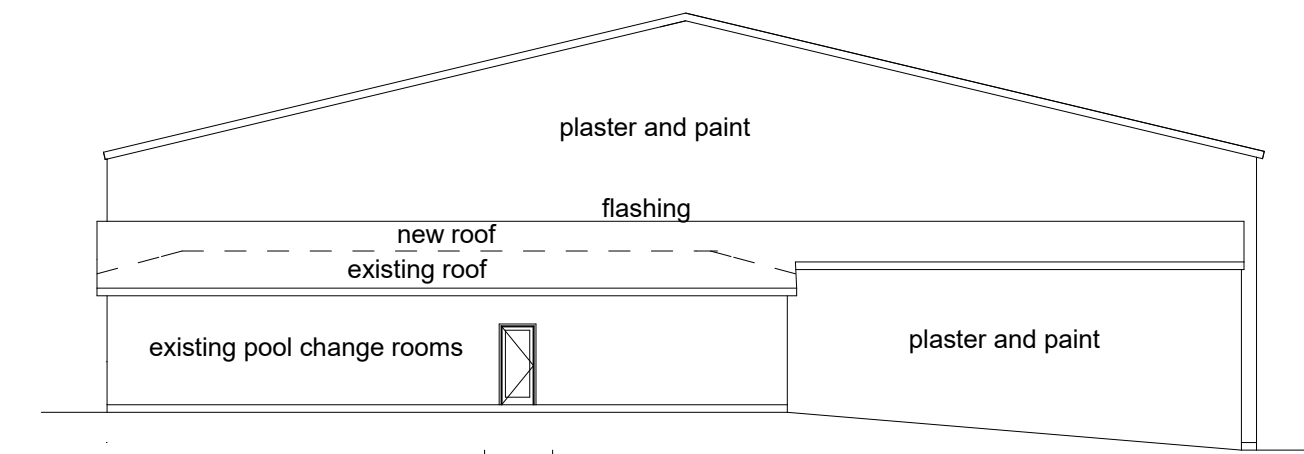 plaster and paint
flashing
new roof
existing roof
existing pool change rooms
plaster and paint